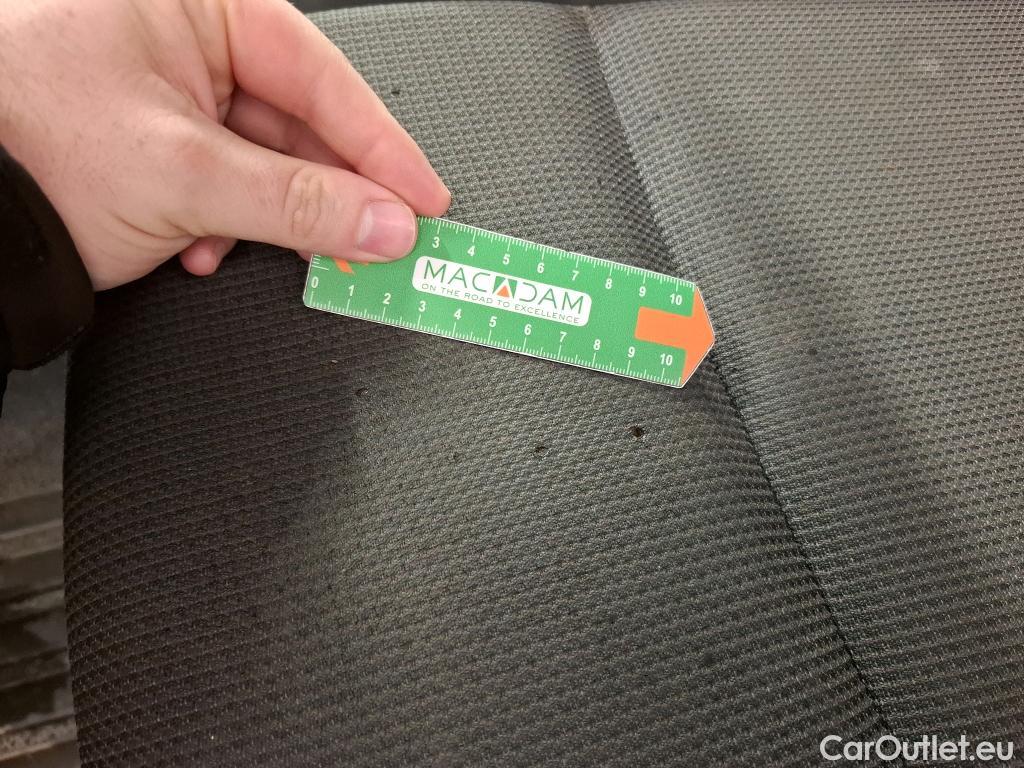 3 4 5 6 7 8 9 10
MACADAM
ON THE ROAD TO EXCELLENCE
0 1 2 3 4 5 6 7 8 9 10
CarOutlet.eu